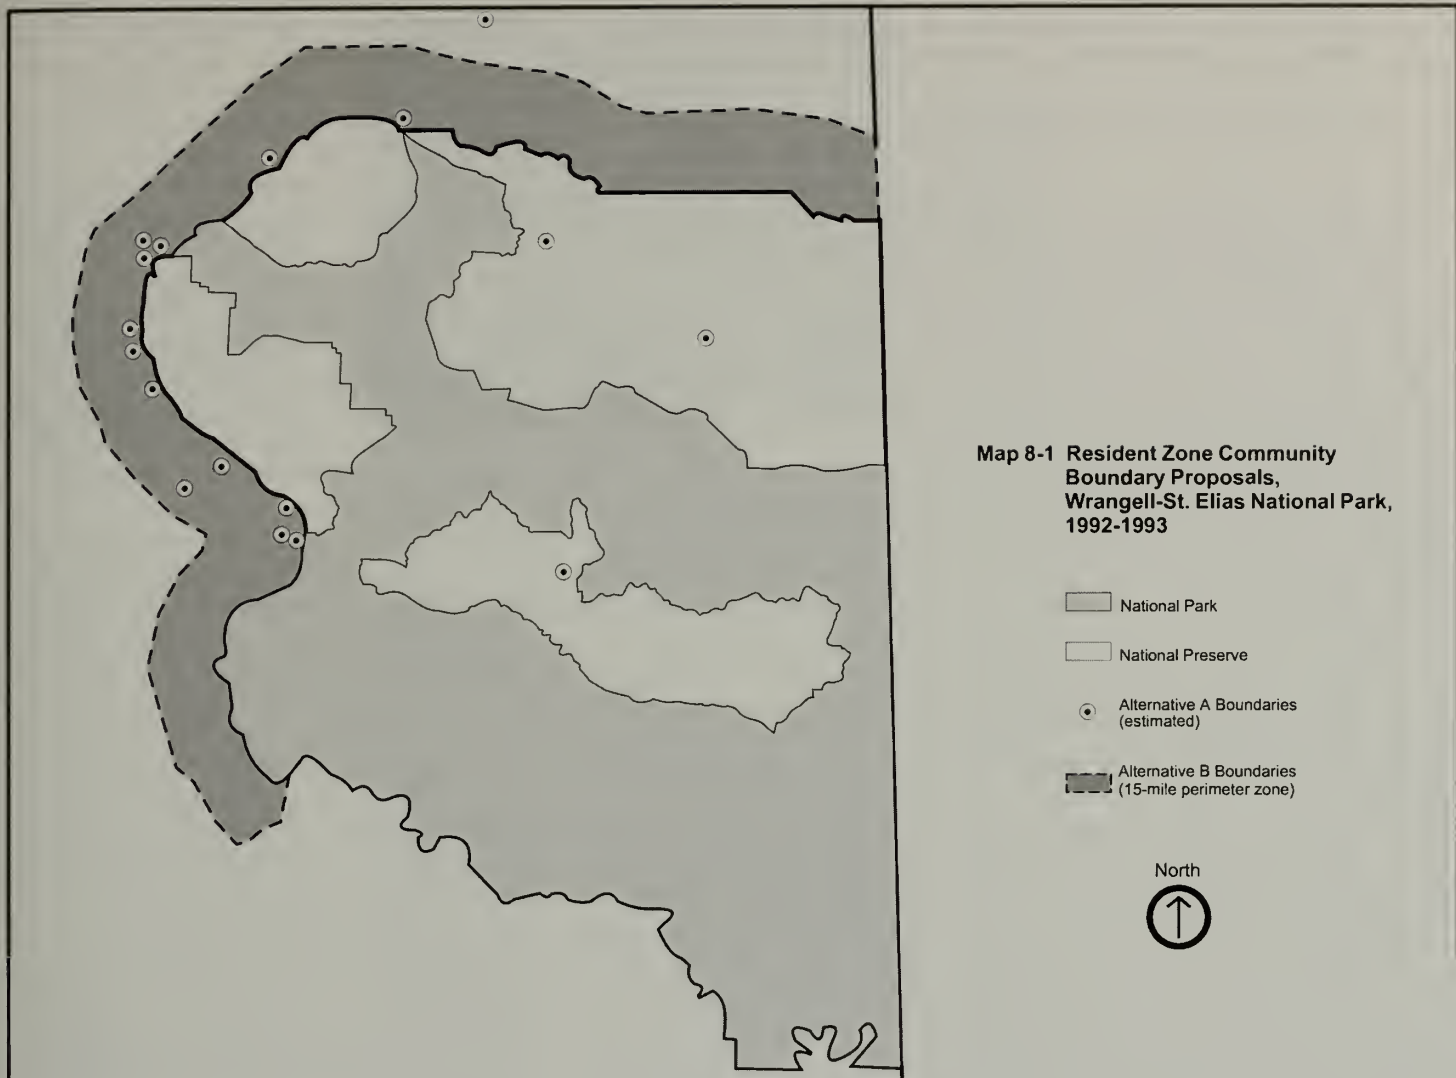 Map 8-1 Resident Zone Community
Boundary Proposals,
Wrangell-St. Elias National Park,
1992-1993
National Park
National Preserve
Alternative A Boundaries
(estimated)
Alternative B Boundaries
(15-mile perimeter zone)
North